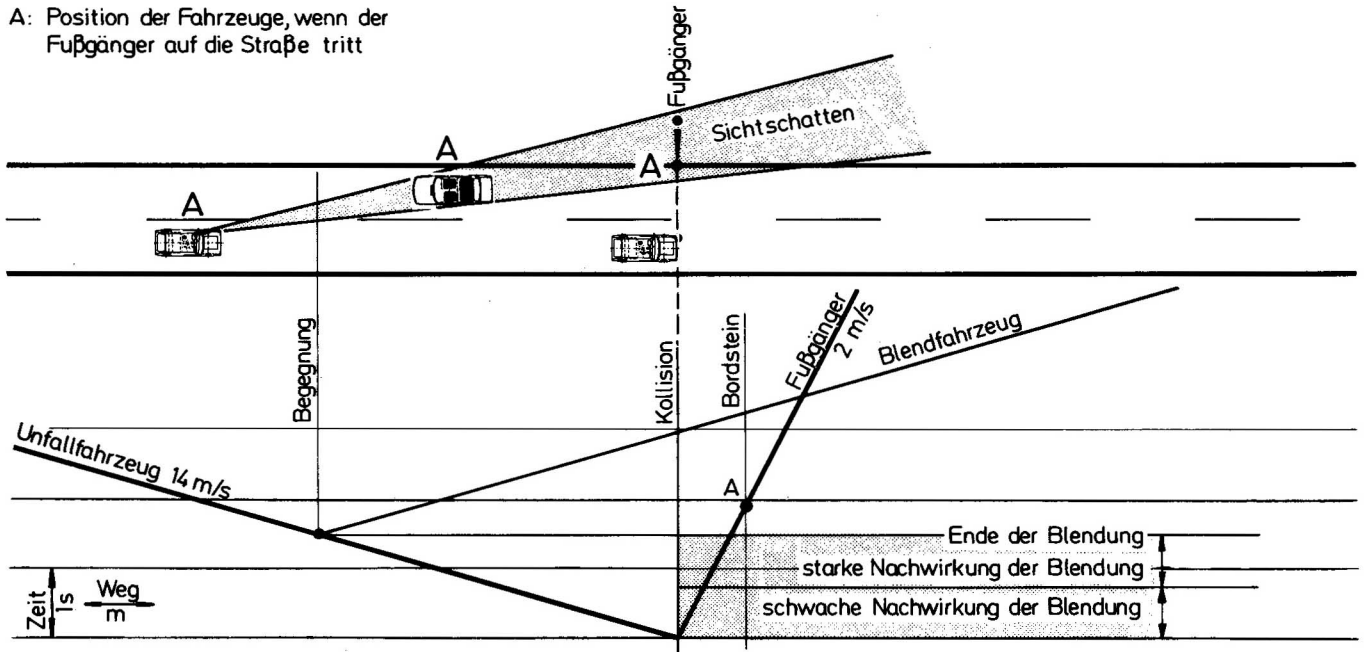 A: Position der Fahrzeuge, wenn der
Fußgänger auf die Straße tritt
Fußgänger
Sichtschatten
A
A
A
Begegnung
Kollision
Bordstein
Fußgänger
2 m/s
Blendfahrzeug
Unfallfahrzeug 14 m/s
A
Ende der Blendung
starke Nachwirkung der Blendung
schwache Nachwirkung der Blendung
Zeit
1s
Weg
m